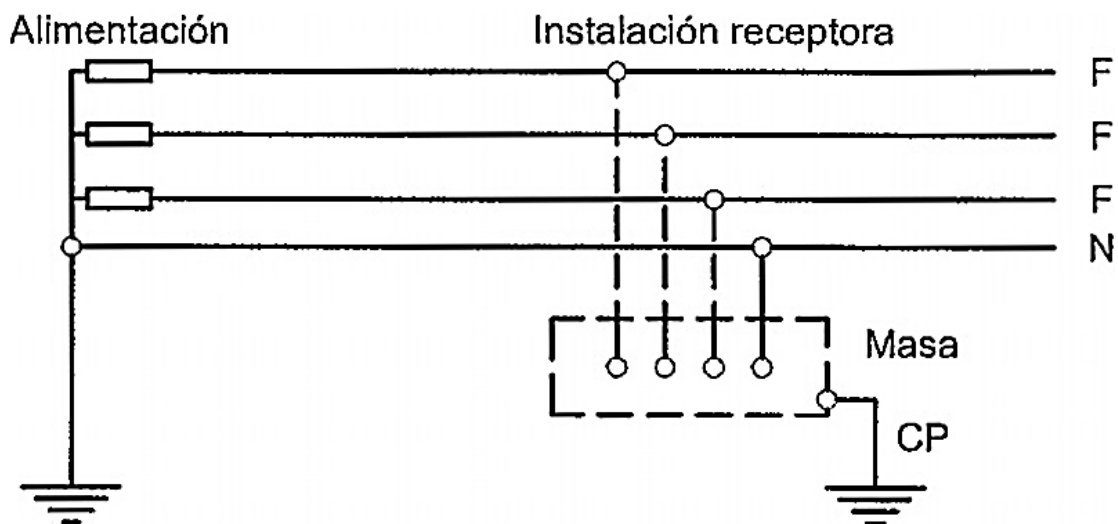 Alimentación
Instalación receptora
F
F
F
N
Masa
CP